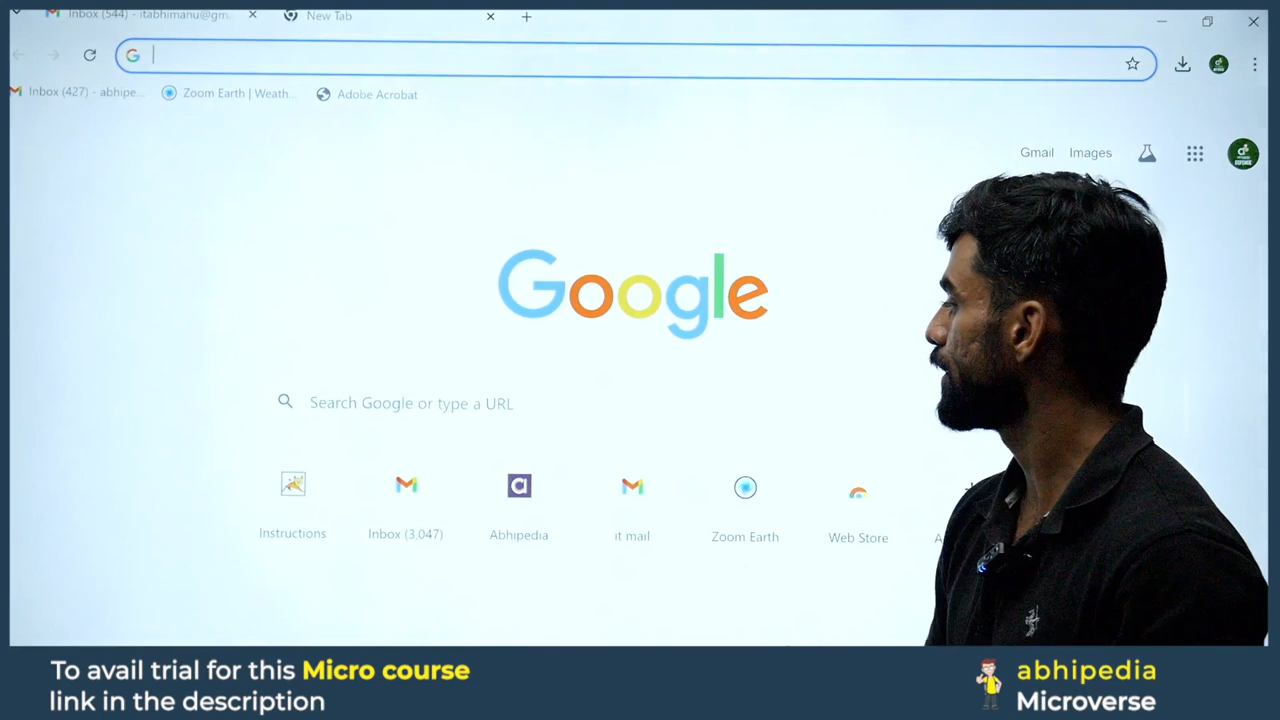 Inbox (544) - itabhimanu@gm
New Tab
Inbox (427) - abhipe...
Zoom Earth | Weath...
Adobe Acrobat
Gmail Images
Google
Search Google or type a URL
Instructions
Inbox (3,047)
Abhipedia
it mail
Zoom Earth
Web Store
To avail trial for this Micro course
link in the description
abhipedia
Microverse